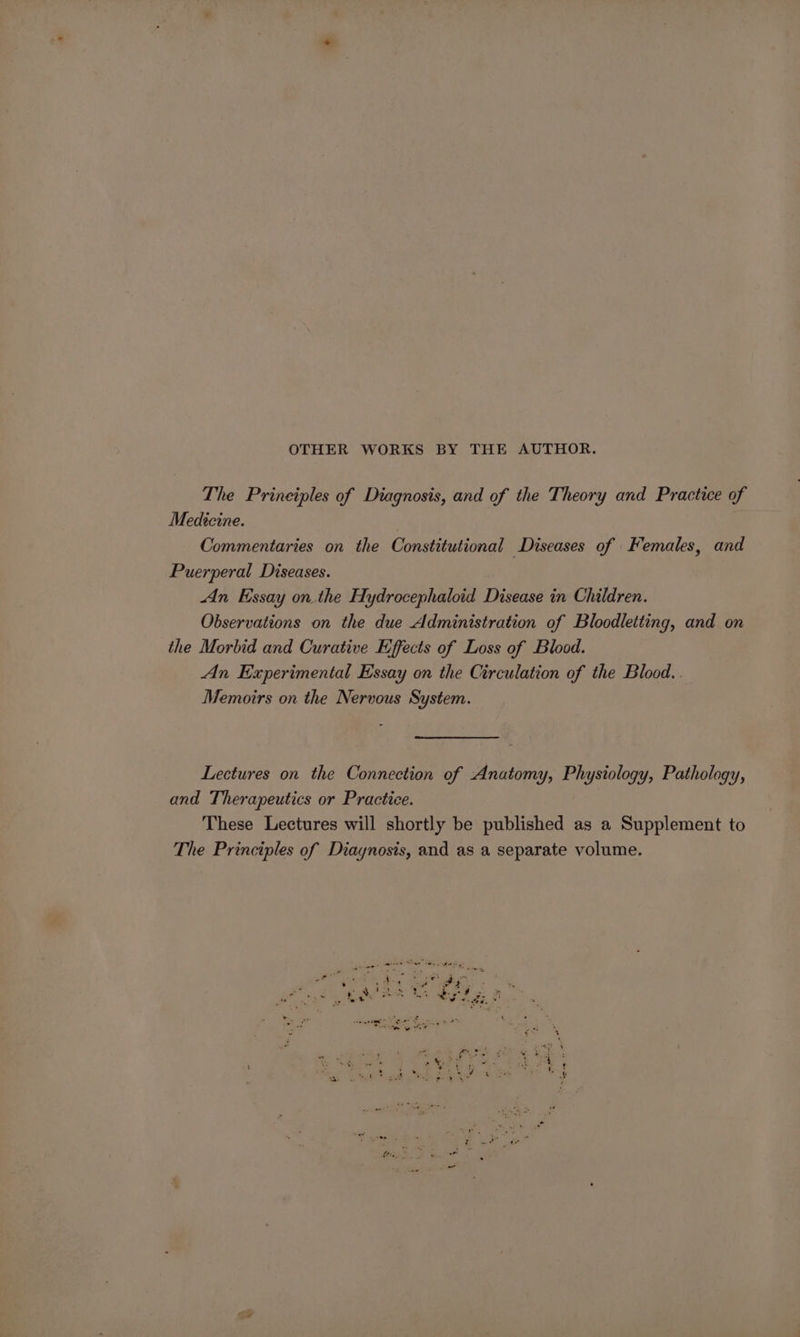 OTHER WORKS BY THE AUTHOR.
The Principles of Diagnosis, and of the Theory and Practice of
Medicine.
Commentaries on the Constitutional Diseases of Females, and
Puerperal Diseases.
An Essay on the Hydrocephaloid Disease in Children.
Observations on the due Administration of Bloodletting, and on
the Morbid and Curative Effects of Loss of Blood.
An Experimental Essay on the Circulation of the Blood.
Memoirs on the Nervous System.
Lectures on the Connection of Anatomy, Physiology, Pathology,
and Therapeutics or Practice.
These Lectures will shortly be published as a Supplement to
The Principles of Diagnosis, and as a separate volume.